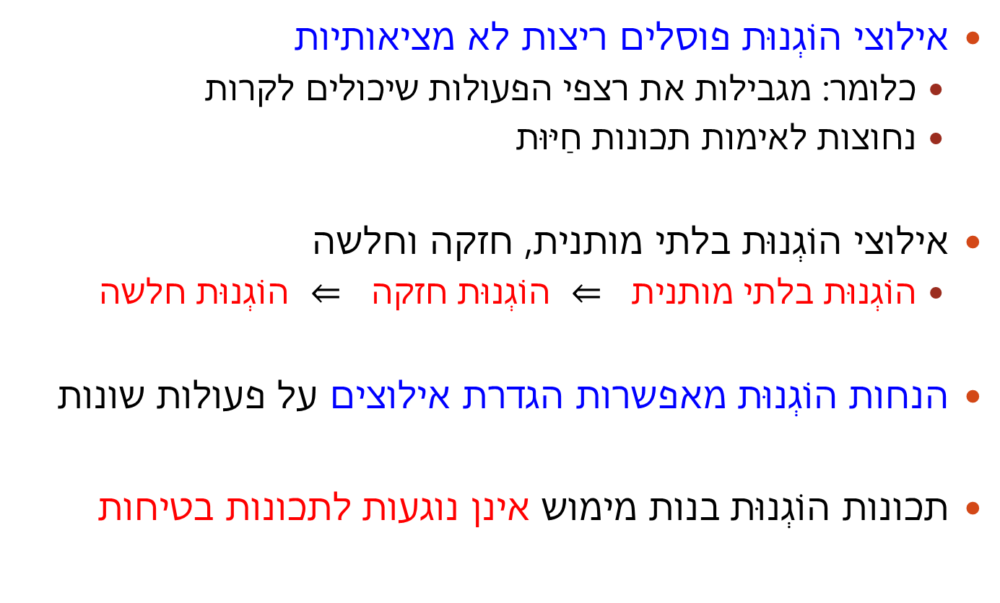 • אילוצי הוֹגְנוּת פוסלים ריצות לא מציאותיות
• כלומר: מגבילות את רצפי הפעולות שיכולים לקרות
• נחוצות לאימות תכונות חַיּוּת
• אילוצי הוֹגְנוּת בלתי מותנית, חזקה וחלשה
• הוֹגְנוּת בלתי מותנית ⇐ הוֹגְנוּת חזקה ⇐ הוֹגְנוּת חלשה
• הנחות הוֹגְנוּת מאפשרות הגדרת אילוצים על פעולות שונות
• תכונות הוֹגְנוּת בנות מימוש אינן נוגעות לתכונות בטיחות